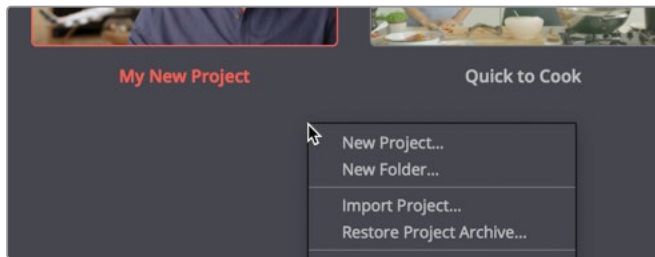 My New Project
Quick to Cook
New Project...
New Folder...
Import Project...
Restore Project Archive...